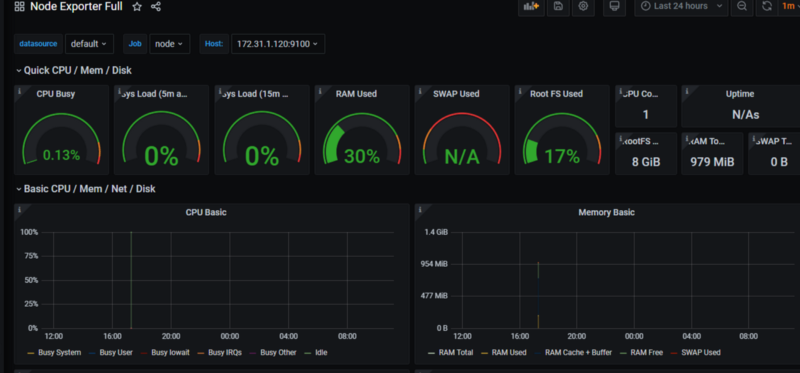 Node Exporter Full
Last 24 hours
1m
datasource default Job node Host: 172.31.1.120:9100
Quick CPU / Mem / Disk
CPU Busy
0.13%
Sys Load (5m a...
0%
Sys Load (15m ...
0%
RAM Used
30%
SWAP Used
N/A
Root FS Used
17%
CPU Co...
1
Uptime
N/As
RootFS ...
8 GiB
RAM To...
979 MiB
SWAP T...
0 B
Basic CPU / Mem / Net / Disk
CPU Basic
100%
75%
50%
25%
0%
12:00 16:00 20:00 00:00 04:00 08:00
Busy System Busy User Busy Iowait Busy IRQs Busy Other Idle
Memory Basic
1.4 GiB
954 MiB
477 MiB
0 B
12:00 16:00 20:00 00:00 04:00 08:00
RAM Total RAM Used RAM Cache + Buffer RAM Free SWAP Used